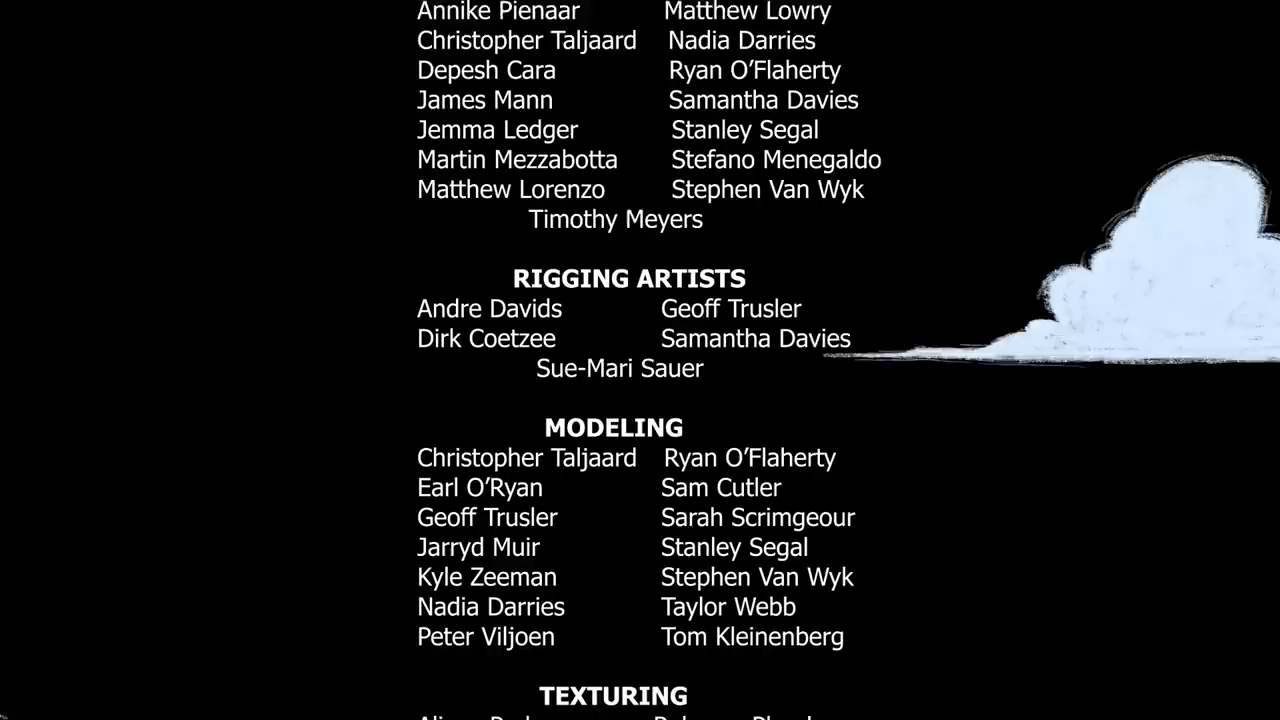 Annike Pienaar Matthew Lowry
Christopher Taljaard Nadia Darries
Depesh Cara Ryan O’Flaherty
James Mann Samantha Davies
Jemma Ledger Stanley Segal
Martin Mezzabotta Stefano Menegaldo
Matthew Lorenzo Stephen Van Wyk
Timothy Meyers
RIGGING ARTISTS
Andre Davids Geoff Trusler
Dirk Coetzee Samantha Davies
Sue-Mari Sauer
MODELING
Christopher Taljaard Ryan O’Flaherty
Earl O’Ryan Sam Cutler
Geoff Trusler Sarah Scrimgeour
Jarryd Muir Stanley Segal
Kyle Zeeman Stephen Van Wyk
Nadia Darries Taylor Webb
Peter Viljoen Tom Kleinenberg
TEXTURING